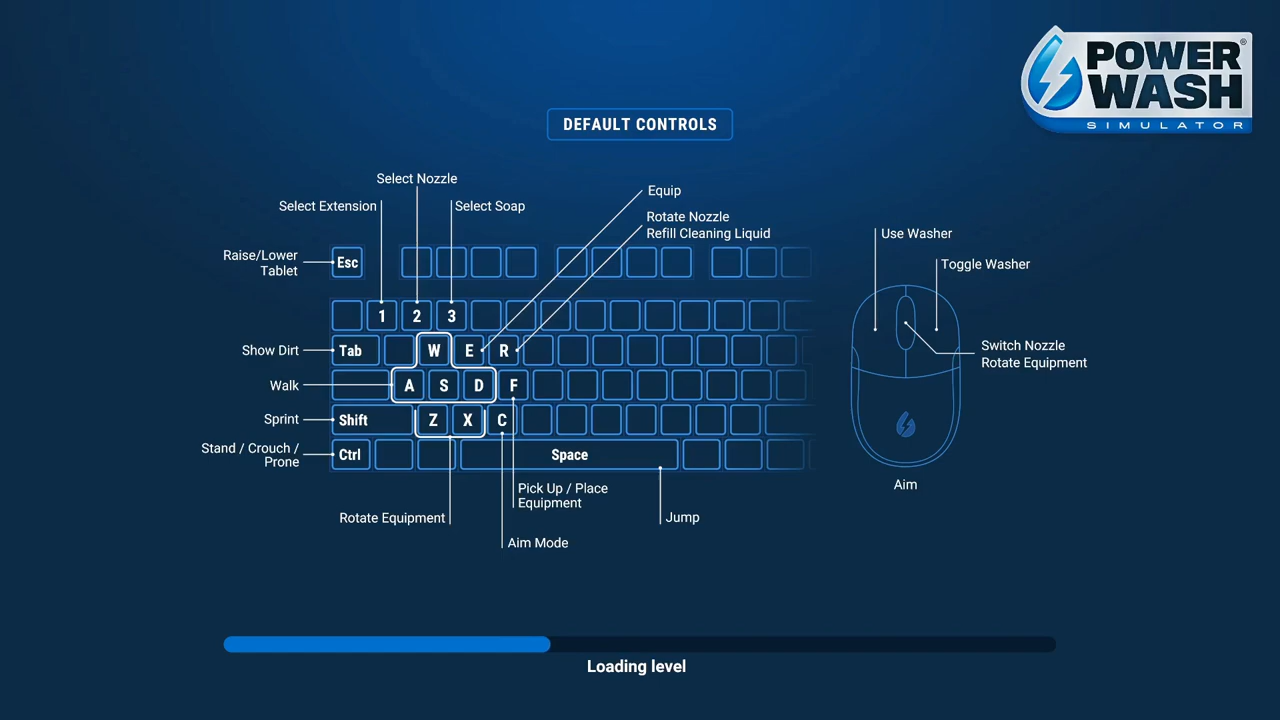 POWER®
WASH
SIMULATOR
DEFAULT CONTROLS
Select Nozzle
Select Extension
Select Soap
Equip
Rotate Nozzle
Refill Cleaning Liquid
Raise/Lower
Tablet
Esc
1 2 3
Show Dirt
Tab W E R
Walk
A S D F
Sprint
Shift Z X C
Stand / Crouch /
Prone
Ctrl Space
Rotate Equipment
Pick Up / Place
Equipment
Aim Mode
Jump
Use Washer
Toggle Washer
Switch Nozzle
Rotate Equipment
Aim
Loading level